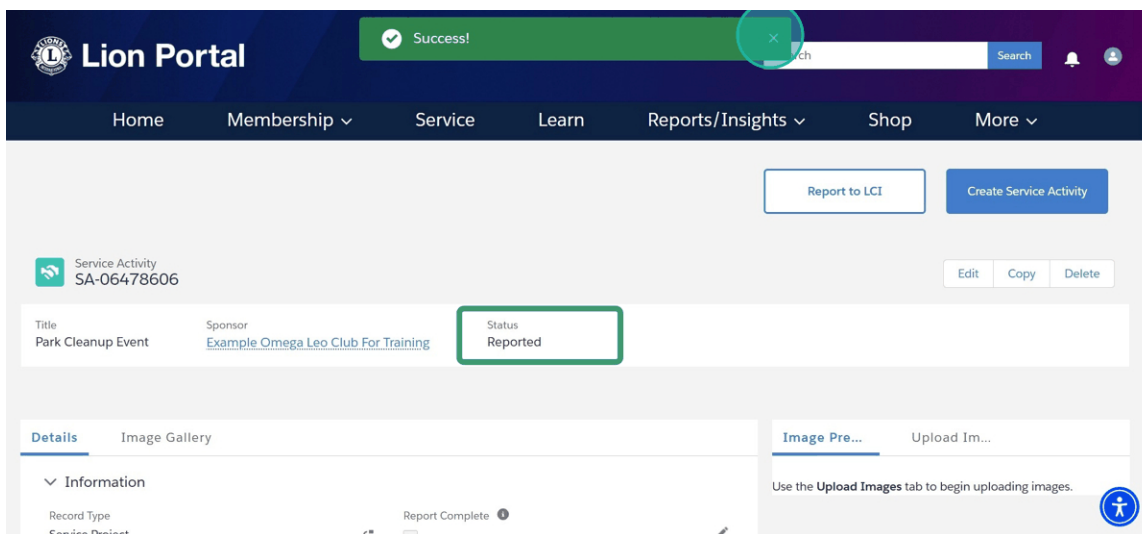 Success!
Lion Portal
Search
Home Membership Service Learn Reports/Insights Shop More
Report to LCI Create Service Activity
Service Activity
SA-06478606
Edit Copy Delete
Title Sponsor Status
Park Cleanup Event Example Omega Leo Club For Training Reported
Details Image Gallery
Image Pre... Upload Im...
Information
Use the Upload Images tab to begin uploading images.
Record Type Report Complete
Service Project